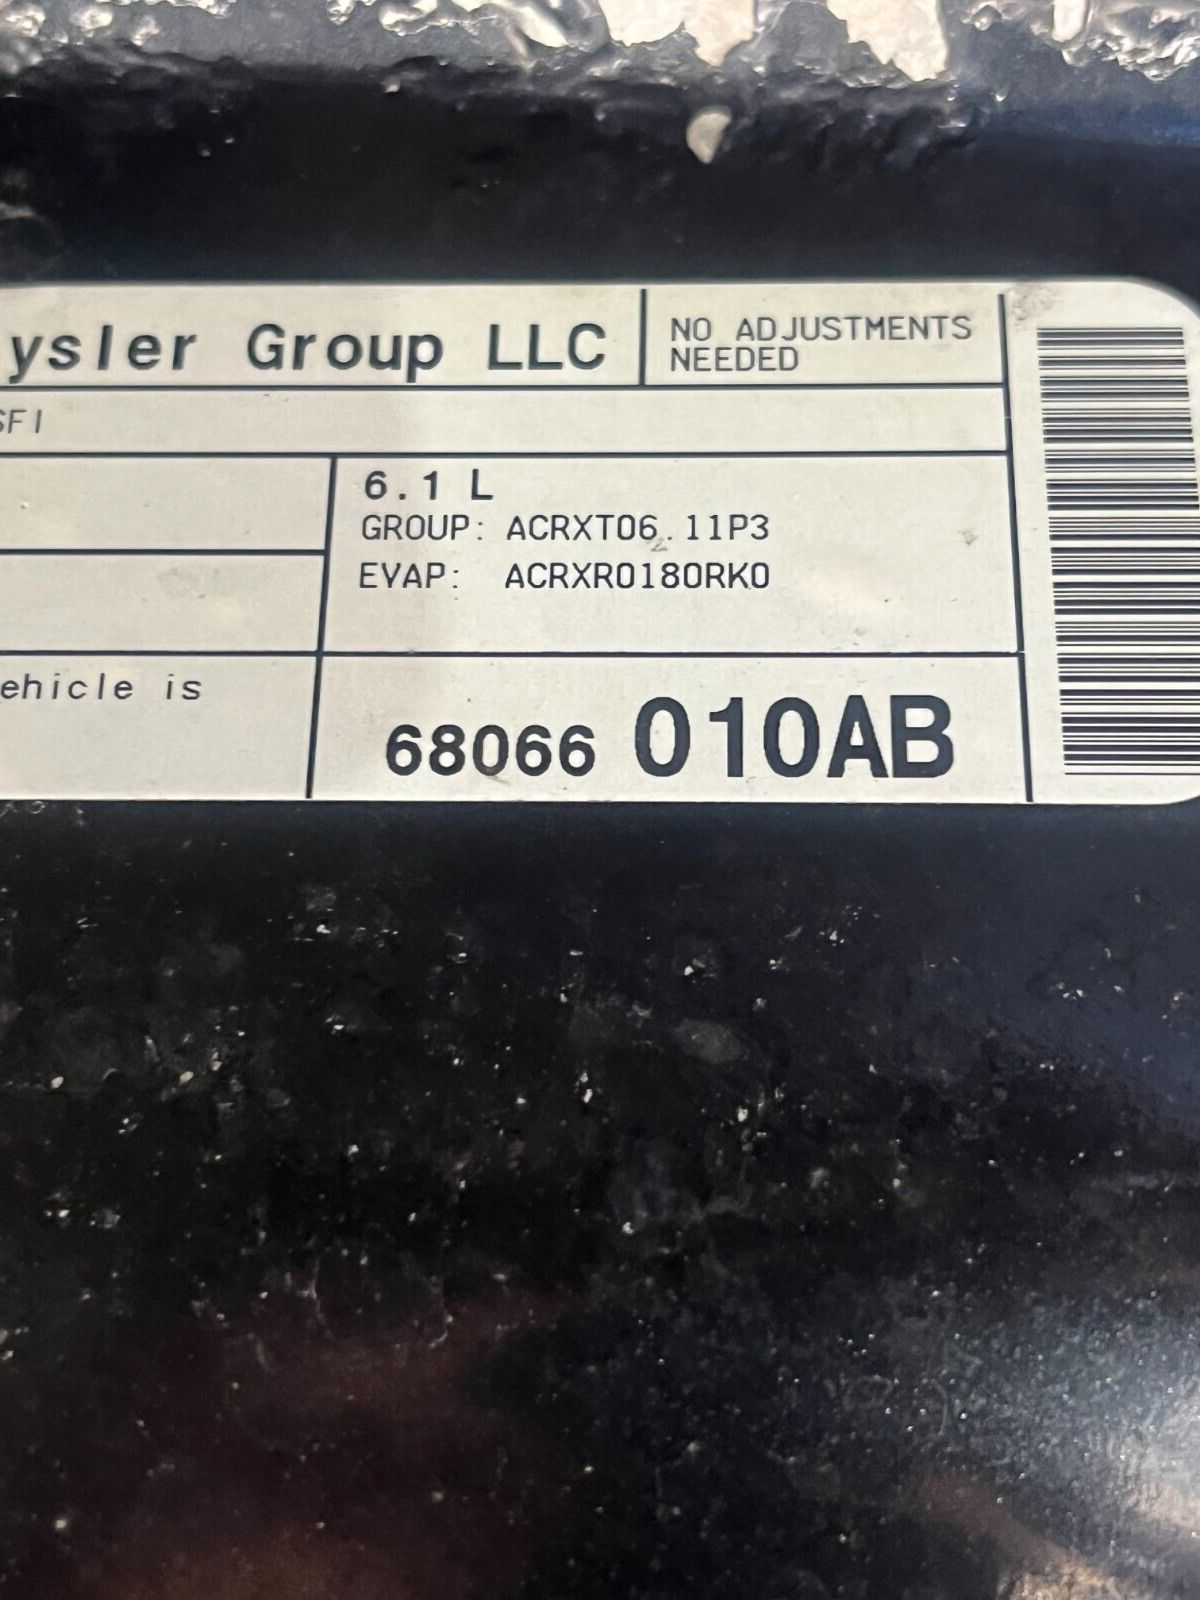 ysler Group LLC
NO ADJUSTMENTS
NEEDED
SFI
6.1 L
GROUP: ACRXT06.11P3
EVAP: ACRXR0180RK0
ehicle is
68066 010AB